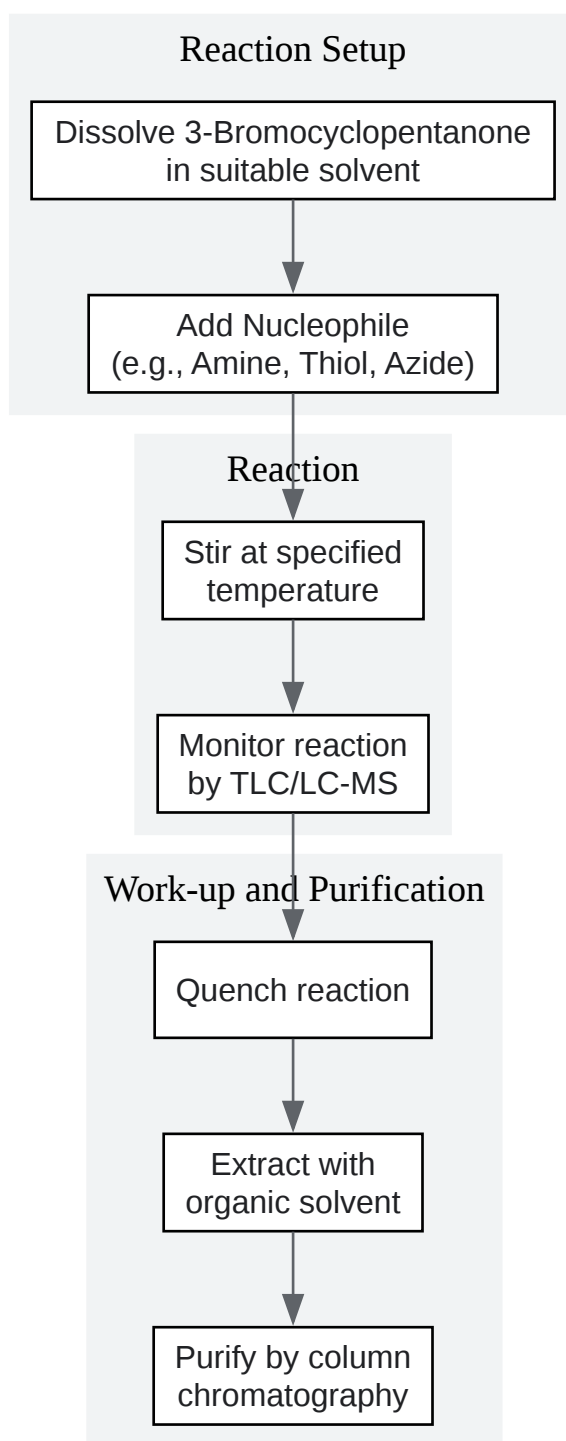 Reaction Setup
Dissolve 3-Bromocyclopentanone
in suitable solvent
Add Nucleophile
(e.g., Amine, Thiol, Azide)
Reaction
Stir at specified
temperature
Monitor reaction
by TLC/LC-MS
Work-up and Purification
Quench reaction
Extract with
organic solvent
Purify by column
chromatography